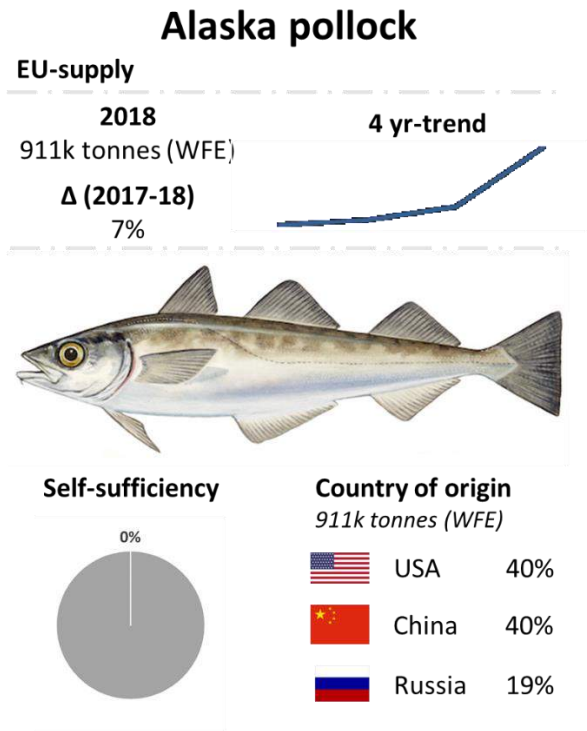 Alaska pollock
EU-supply
2018
911k tonnes (WFE)
Δ (2017-18)
7%
4 yr-trend
Self-sufficiency
0%
Country of origin
911k tonnes (WFE)
USA 40%
China 40%
Russia 19%